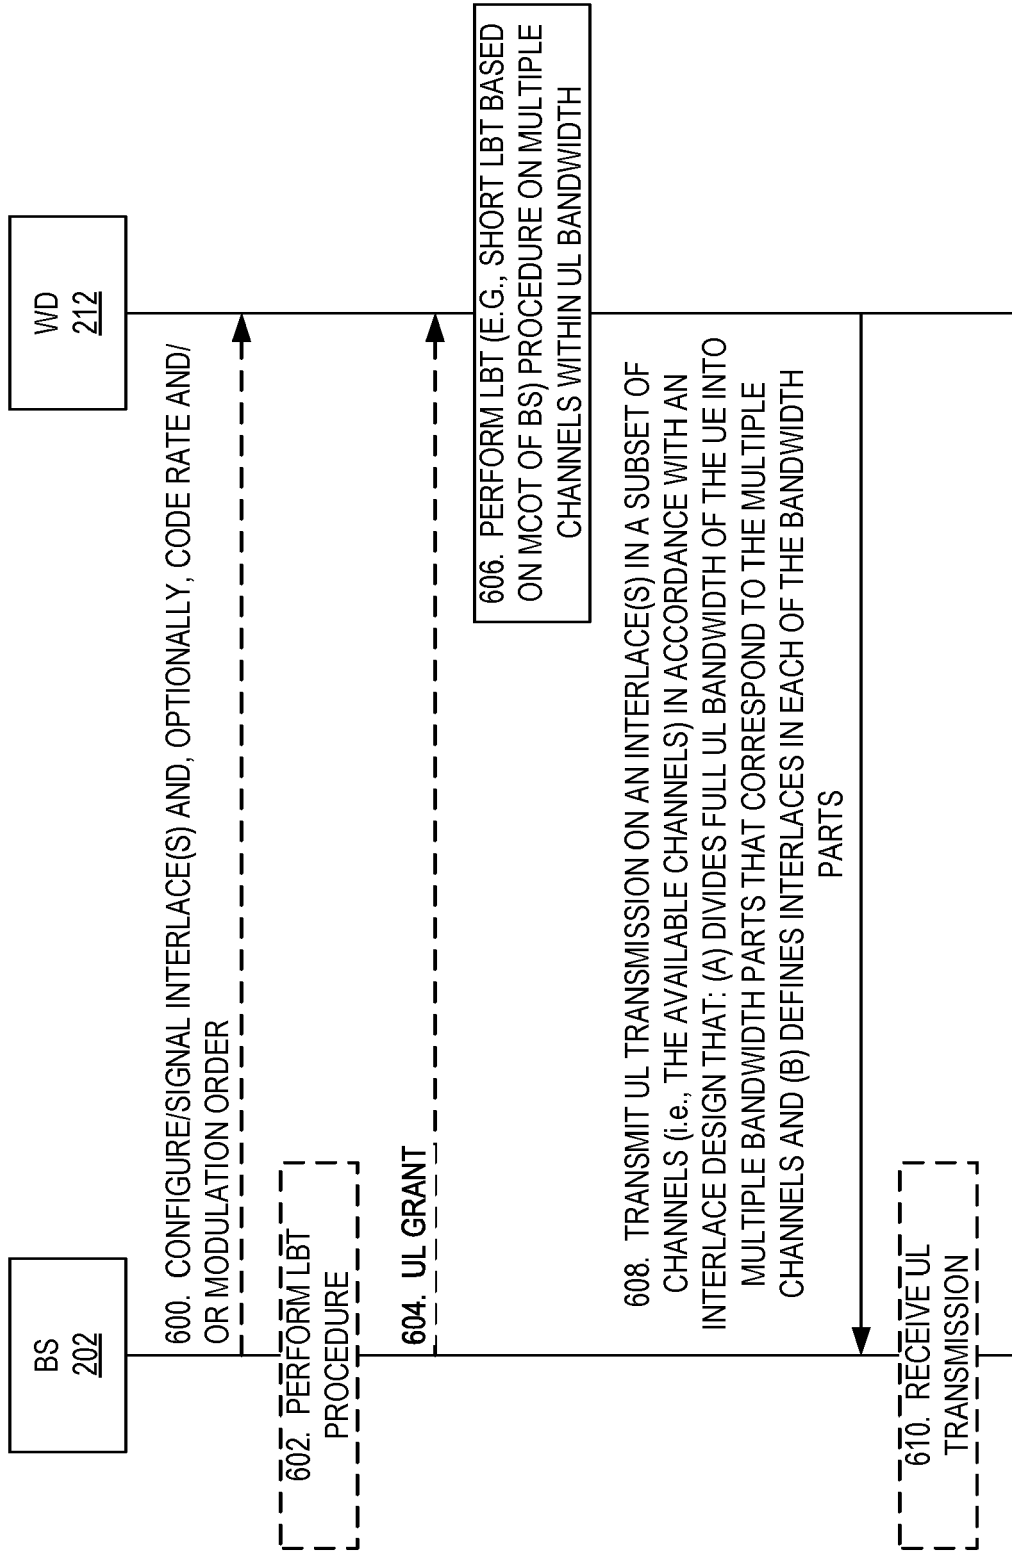 BS
202
WD
212
600. CONFIGURE/SIGNAL INTERLACE(S) AND, OPTIONALLY, CODE RATE AND/
OR MODULATION ORDER
602. PERFORM LBT
PROCEDURE
604. UL GRANT
606. PERFORM LBT (E.G., SHORT LBT BASED
ON MCOT OF BS) PROCEDURE ON MULTIPLE
CHANNELS WITHIN UL BANDWIDTH
608. TRANSMIT UL TRANSMISSION ON AN INTERLACE(S) IN A SUBSET OF
CHANNELS (i.e., THE AVAILABLE CHANNELS) IN ACCORDANCE WITH AN
INTERLACE DESIGN THAT: (A) DIVIDES FULL UL BANDWIDTH OF THE UE INTO
MULTIPLE BANDWIDTH PARTS THAT CORRESPOND TO THE MULTIPLE
CHANNELS AND (B) DEFINES INTERLACES IN EACH OF THE BANDWIDTH
PARTS
610. RECEIVE UL
TRANSMISSION